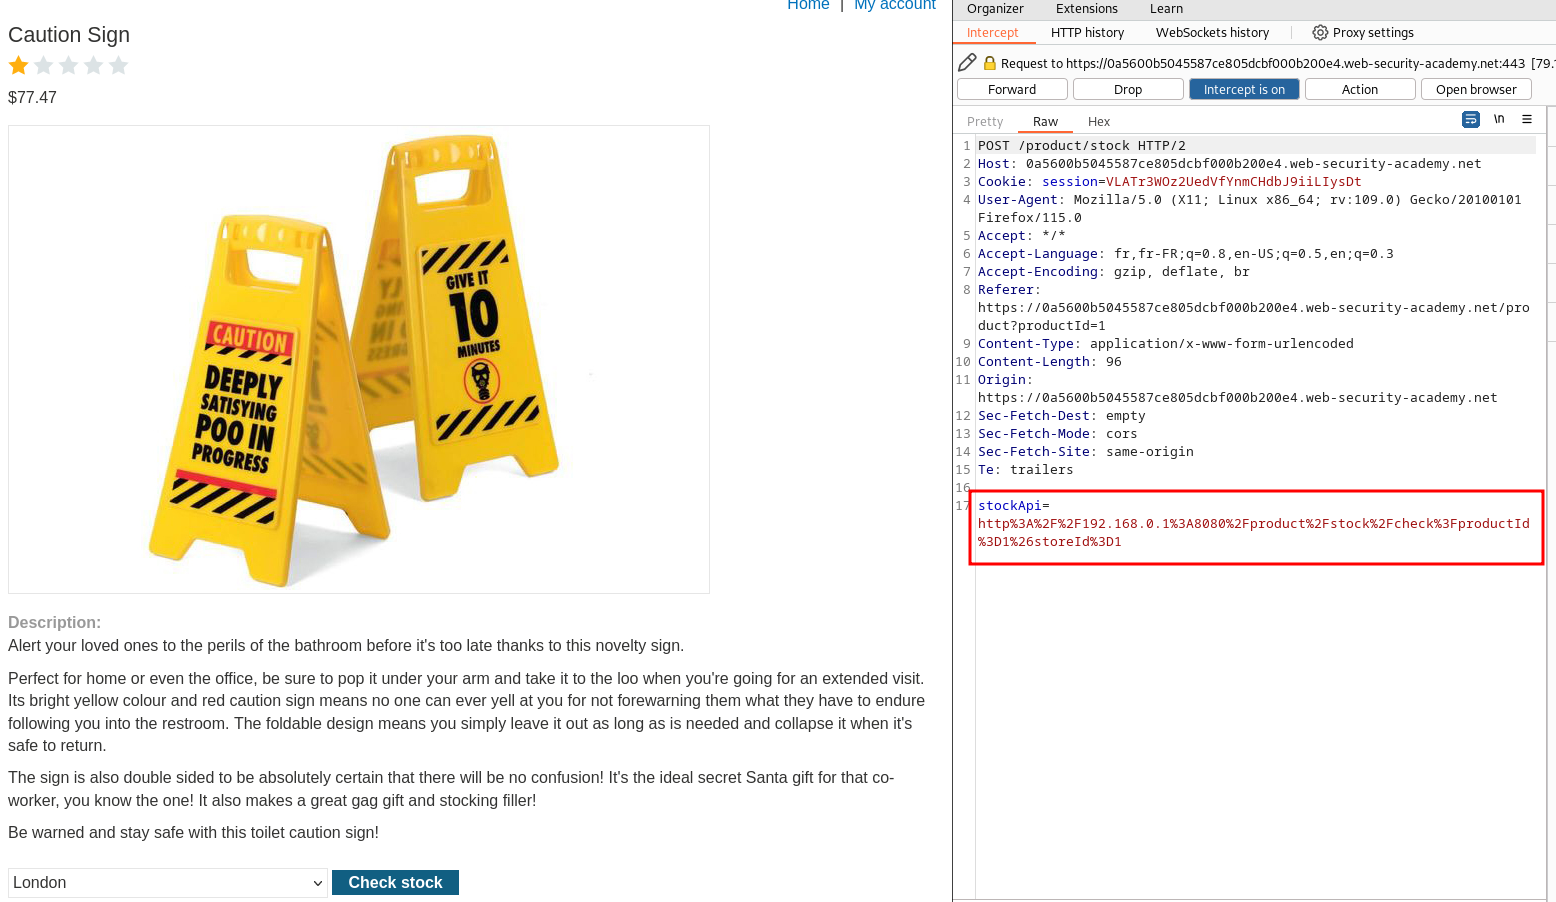 Home | My account
Caution Sign
$77.47
CAUTION
DEEPLY
SATISYING
POO IN
PROGRESS
GIVE IT
10
MINUTES
Description:
Alert your loved ones to the perils of the bathroom before it's too late thanks to this novelty sign.
Perfect for home or even the office, be sure to pop it under your arm and take it to the loo when you're going for an extended visit.
Its bright yellow colour and red caution sign means no one can ever yell at you for not forewarning them what they have to endure
following you into the restroom. The foldable design means you simply leave it out as long as is needed and collapse it when it's
safe to return.
The sign is also double sided to be absolutely certain that there will be no confusion! It's the ideal secret Santa gift for that co-
worker, you know the one! It also makes a great gag gift and stocking filler!
Be warned and stay safe with this toilet caution sign!
London
Check stock
Organizer Extensions Learn
Intercept HTTP history WebSockets history Proxy settings
Request to https://0a5600b5045587ce805dcbf000b200e4.web-security-academy.net:443 [79.1
Forward Drop Intercept is on Action Open browser
Pretty Raw Hex \n
1 POST /product/stock HTTP/2
2 Host: 0a5600b5045587ce805dcbf000b200e4.web-security-academy.net
3 Cookie: session=VLATr3WOz2UedVfYnmCHdbJ9iiLIysDt
4 User-Agent: Mozilla/5.0 (X11; Linux x86_64; rv:109.0) Gecko/20100101
Firefox/115.0
5 Accept: */*
6 Accept-Language: fr,fr-FR;q=0.8,en-US;q=0.5,en;q=0.3
7 Accept-Encoding: gzip, deflate, br
8 Referer:
https://0a5600b5045587ce805dcbf000b200e4.web-security-academy.net/pro
duct?productId=1
9 Content-Type: application/x-www-form-urlencoded
10 Content-Length: 96
11 Origin:
https://0a5600b5045587ce805dcbf000b200e4.web-security-academy.net
12 Sec-Fetch-Dest: empty
13 Sec-Fetch-Mode: cors
14 Sec-Fetch-Site: same-origin
15 Te: trailers
16
17 stockApi=
http%3A%2F%2F192.168.0.1%3A8080%2Fproduct%2Fstock%2Fcheck%3FproductId
%3D1%26storeId%3D1